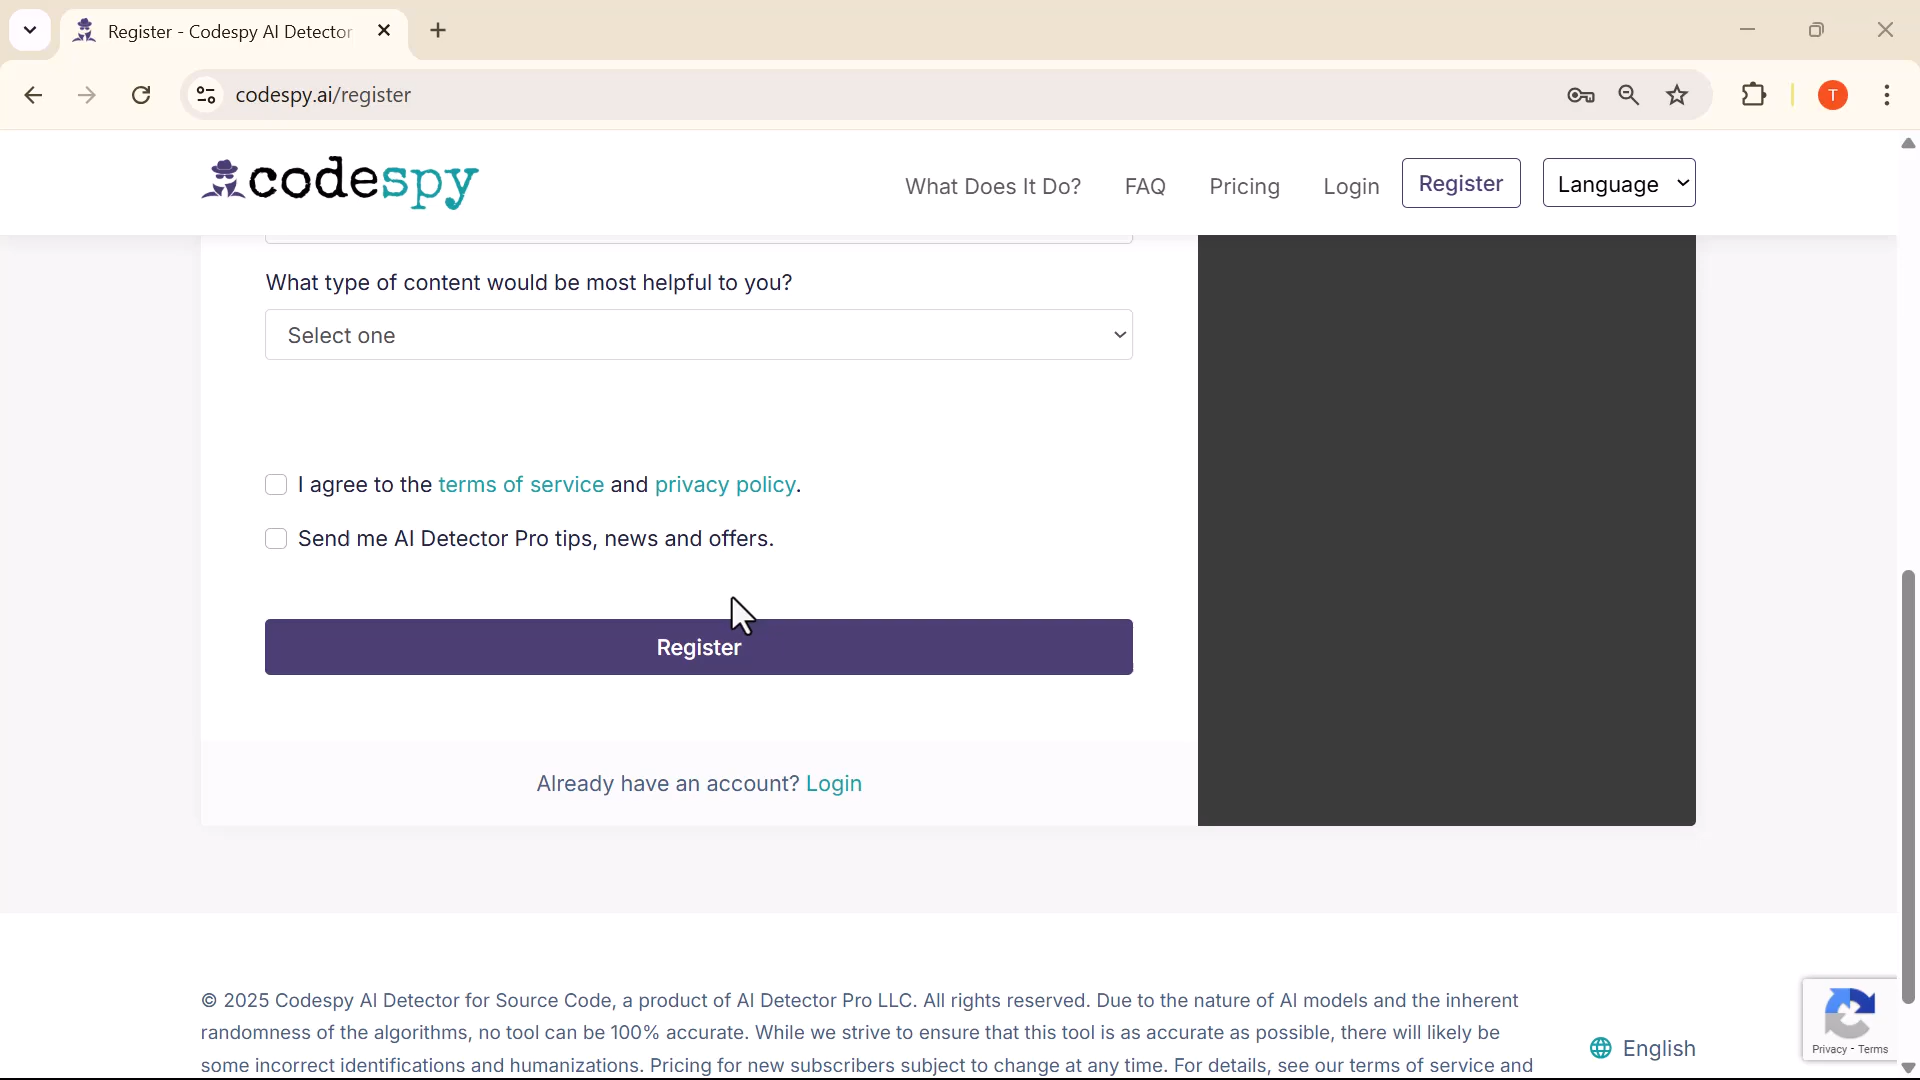 Register - Codespy AI Detector
codespy.ai/register
T
codespy
What Does It Do?
FAQ
Pricing
Login
Register
Language
What type of content would be most helpful to you?
Select one
I agree to the terms of service and privacy policy.
Send me AI Detector Pro tips, news and offers.
Register
Already have an account? Login
© 2025 Codespy AI Detector for Source Code, a product of AI Detector Pro LLC. All rights reserved. Due to the nature of AI models and the inherent
randomness of the algorithms, no tool can be 100% accurate. While we strive to ensure that this tool is as accurate as possible, there will likely be
some incorrect identifications and humanizations. Pricing for new subscribers subject to change at any time. For details, see our terms of service and
English
Privacy - Terms